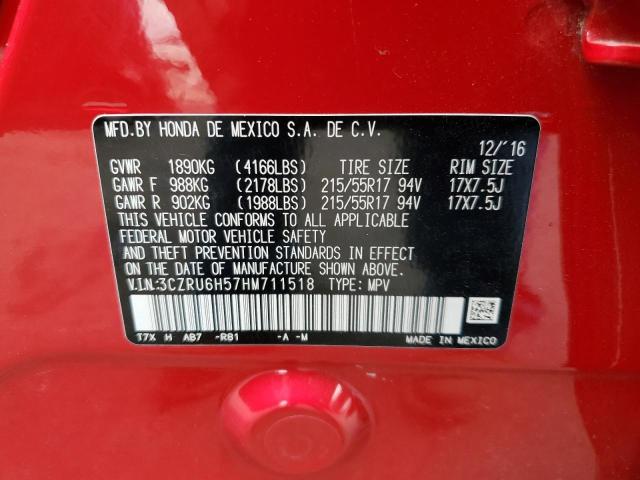 MFD.BY HONDA DE MEXICO S.A. DE C.V.
12/'16
GVWR 1890KG (4166LBS) TIRE SIZE RIM SIZE
GAWR F 988KG (2178LBS) 215/55R17 94V 17X7.5J
GAWR R 902KG (1988LBS) 215/55R17 94V 17X7.5J
THIS VEHICLE CONFORMS TO ALL APPLICABLE
FEDERAL MOTOR VEHICLE SAFETY
AND THEFT PREVENTION STANDARDS IN EFFECT
ON THE DATE OF MANUFACTURE SHOWN ABOVE.
V.I.N:3CZRU6H57HM711518 TYPE: MPV
T7X H AB7 -R81 -A -M MADE IN MEXICO